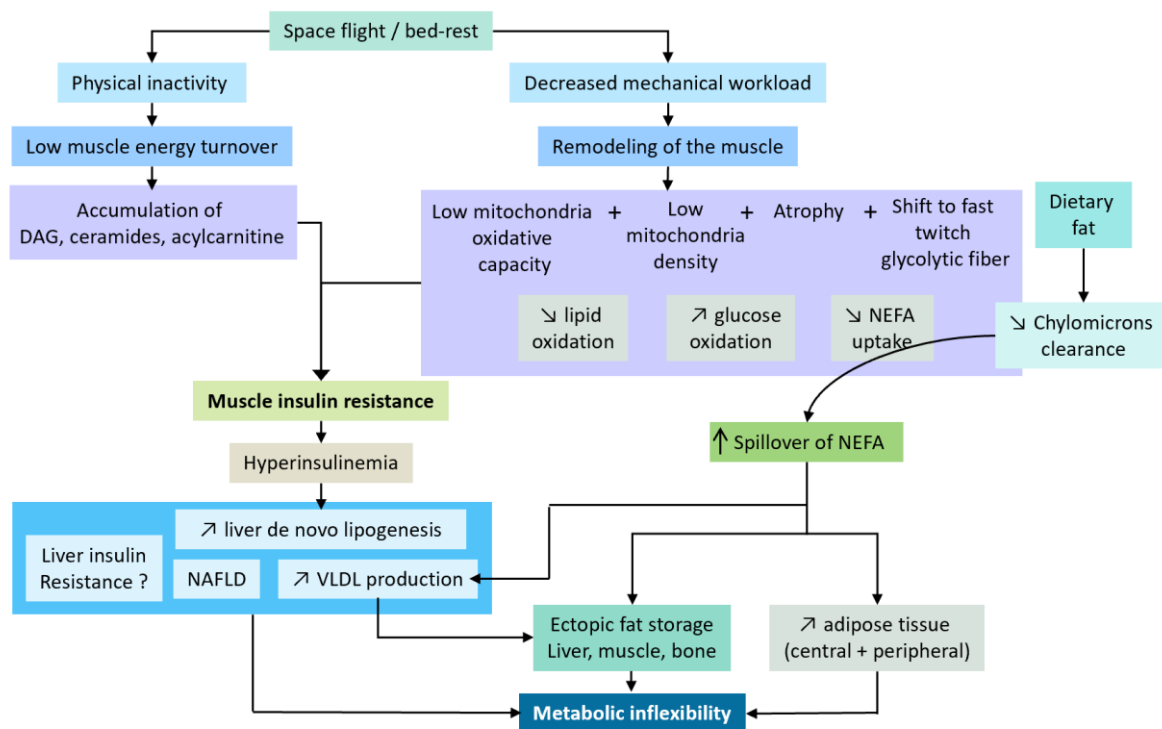 Space flight / bed-rest
Physical inactivity
Decreased mechanical workload
Low muscle energy turnover
Remodeling of the muscle
Accumulation of
DAG, ceramides, acylcarnitine
Low mitochondria
oxidative
capacity
+
Low
mitochondria
density
+
Atrophy
+
Shift to fast
twitch
glycolytic fiber
Dietary
fat
↘ lipid
oxidation
↗ glucose
oxidation
↘ NEFA
uptake
↘ Chylomicrons
clearance
Muscle insulin resistance
↑ Spillover of NEFA
Hyperinsulinemia
↗ liver de novo lipogenesis
Liver insulin
Resistance ?
NAFLD
↗ VLDL production
Ectopic fat storage
Liver, muscle, bone
↗ adipose tissue
(central + peripheral)
Metabolic inflexibility